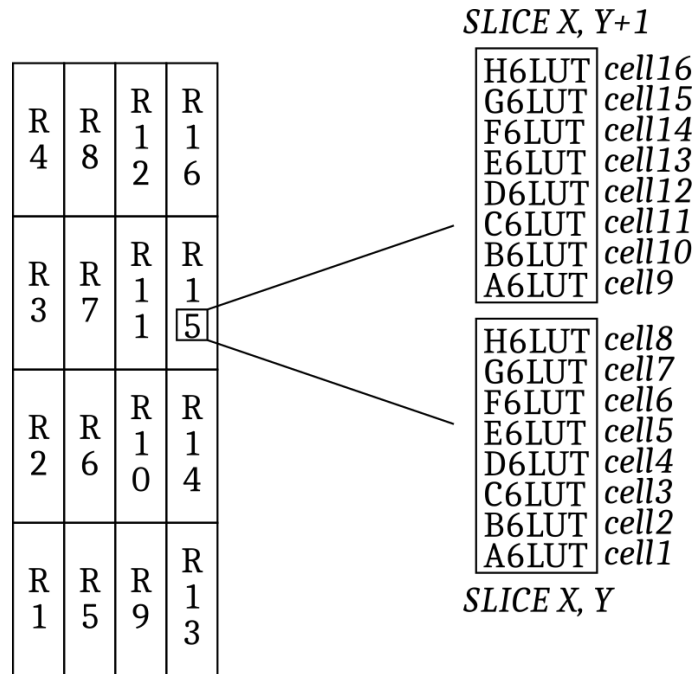 SLICE X, Y+1
H6LUT cell16
G6LUT cell15
F6LUT cell14
E6LUT cell13
D6LUT cell12
C6LUT cell11
B6LUT cell10
A6LUT cell9
H6LUT cell8
G6LUT cell7
F6LUT cell6
E6LUT cell5
D6LUT cell4
C6LUT cell3
B6LUT cell2
A6LUT cell1
SLICE X, Y
R4
R8
R12
R16
R3
R7
R11
R15
R2
R6
R10
R14
R1
R5
R9
R13